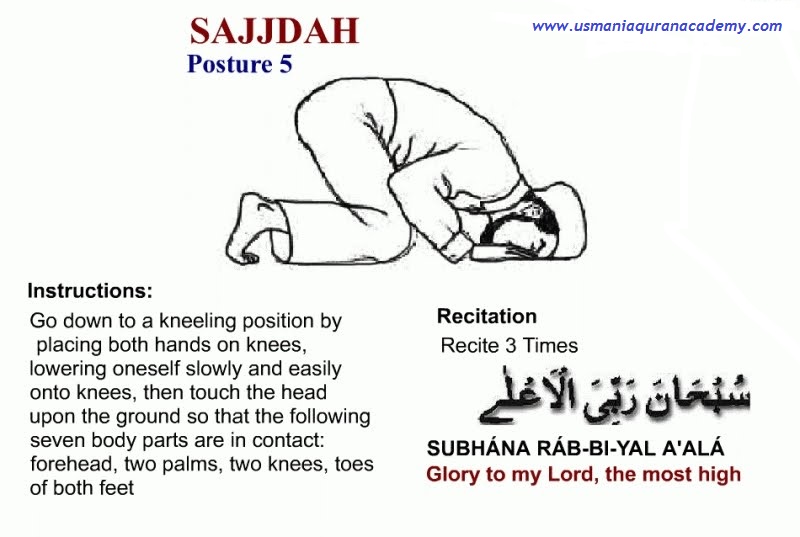 SAJJDAH
www.usmaniaquranacademy.com
Posture 5
Instructions:
Go down to a kneeling position by
placing both hands on knees,
lowering oneself slowly and easily
onto knees, then touch the head
upon the ground so that the following
seven body parts are in contact:
forehead, two palms, two knees, toes
of both feet
Recitation
Recite 3 Times
سُبْحَانَ رَبِّيَ الْاَعْلٰے
SUBHÁNA RÁB-BI-YAL A'ALÁ
Glory to my Lord, the most high